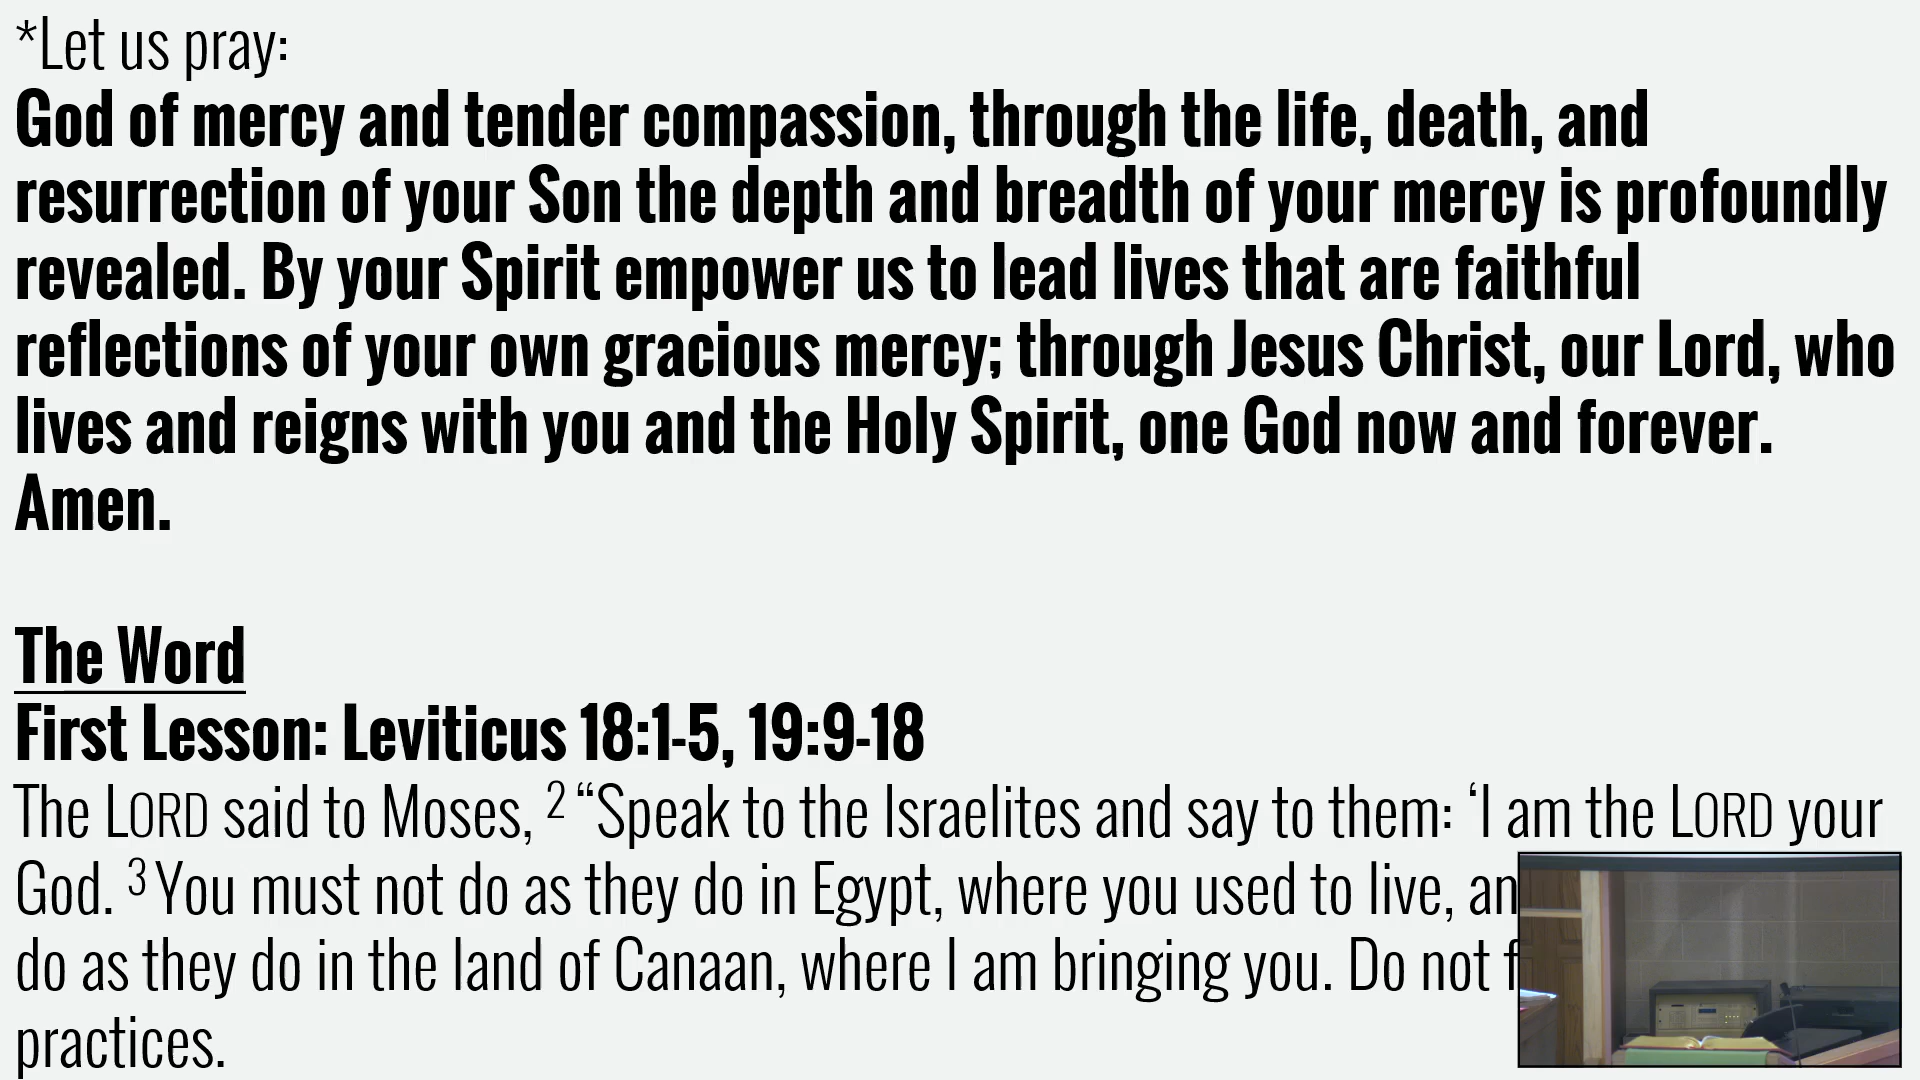 *Let us pray:
God of mercy and tender compassion, through the life, death, and
resurrection of your Son the depth and breadth of your mercy is profoundly
revealed. By your Spirit empower us to lead lives that are faithful
reflections of your own gracious mercy; through Jesus Christ, our Lord, who
lives and reigns with you and the Holy Spirit, one God now and forever.
Amen.
The Word
First Lesson: Leviticus 18:1-5, 19:9-18
The LORD said to Moses, 2 “Speak to the Israelites and say to them: ‘I am the LORD your
God. 3 You must not do as they do in Egypt, where you used to live,
do as they do in the land of Canaan, where I am bringing you. Do not
practices.